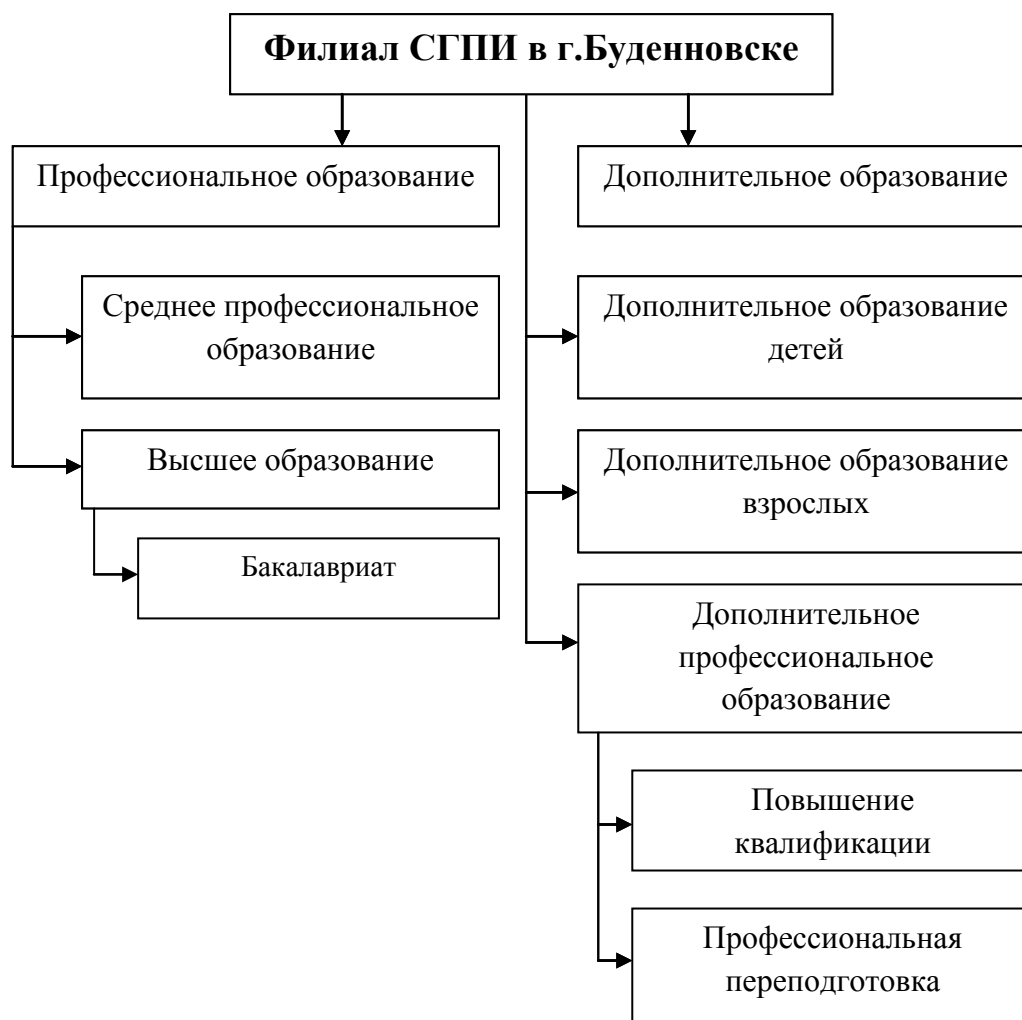 Филиал СГПИ в г.Буденновске
Профессиональное образование
Дополнительное образование
Среднее профессиональное
образование
Дополнительное образование
детей
Высшее образование
Дополнительное образование
взрослых
Бакалавриат
Дополнительное
профессиональное
образование
Повышение
квалификации
Профессиональная
переподготовка